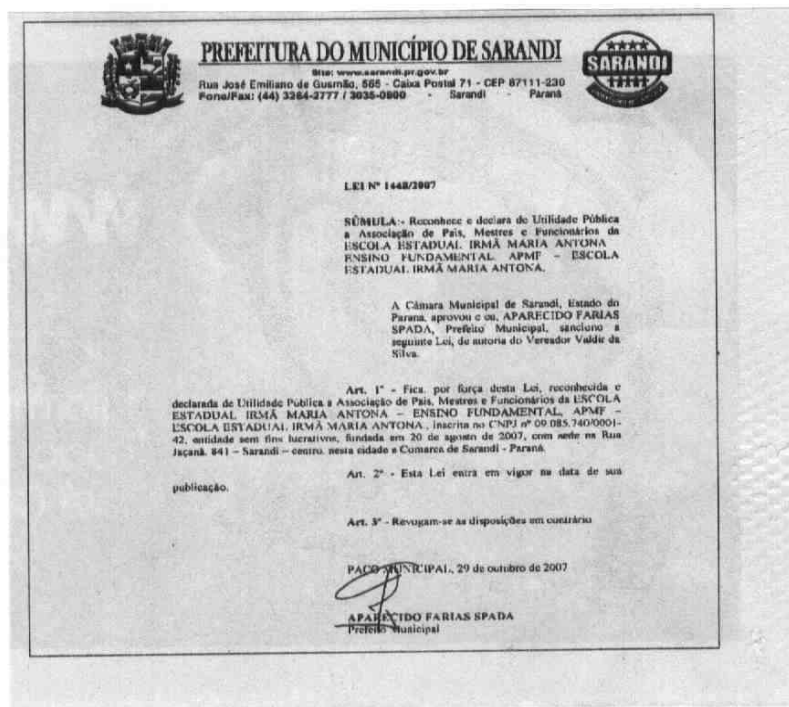 PREFEITURA DO MUNICÍPIO DE SARANDI
Site: www.sarandi.pr.gov.br
Rua José Emiliano de Gusmão, 565 - Caixa Postal 71 - CEP 87111-230
Fone/Fax: (44) 3264-2777 / 3035-0800 - Sarandi - Paraná
SARANDI
LEI Nº 1448/2007
SÚMULA:- Reconhece e declara de Utilidade Pública
a Associação de Pais, Mestres e Funcionários da
ESCOLA ESTADUAL IRMÃ MARIA ANTONA
ENSINO FUNDAMENTAL. APMF – ESCOLA
ESTADUAL IRMÃ MARIA ANTONA.
A Câmara Municipal de Sarandi, Estado do
Parana, aprovou e eu, APARECIDO FARIAS
SPADA, Prefeito Municipal, sanciono a
seguinte Lei, de autoria do Vereador Valdir da
Silva.
Art. 1º - Fica, por força desta Lei, reconhecida e
declarada de Utilidade Pública a Associação de Pais, Mestres e Funcionários da ESCOLA
ESTADUAL IRMÃ MARIA ANTONA – ENSINO FUNDAMENTAL, APMF –
ESCOLA ESTADUAL IRMÃ MARIA ANTONA, inscrita no CNPJ nº 09.085.740/0001-
42, entidade sem fins lucrativos, fundada em 20 de agosto de 2007, com sede na Rua
Jaçanã, 841 – Sarandi – centro, nesta cidade e Comarca de Sarandi - Paraná.
Art. 2º - Esta Lei entra em vigor na data de sua
publicação.
Art. 3º - Revogam-se as disposições em contrário
PAÇO MUNICIPAL, 29 de outubro de 2007
APARECIDO FARIAS SPADA
Prefeito Municipal